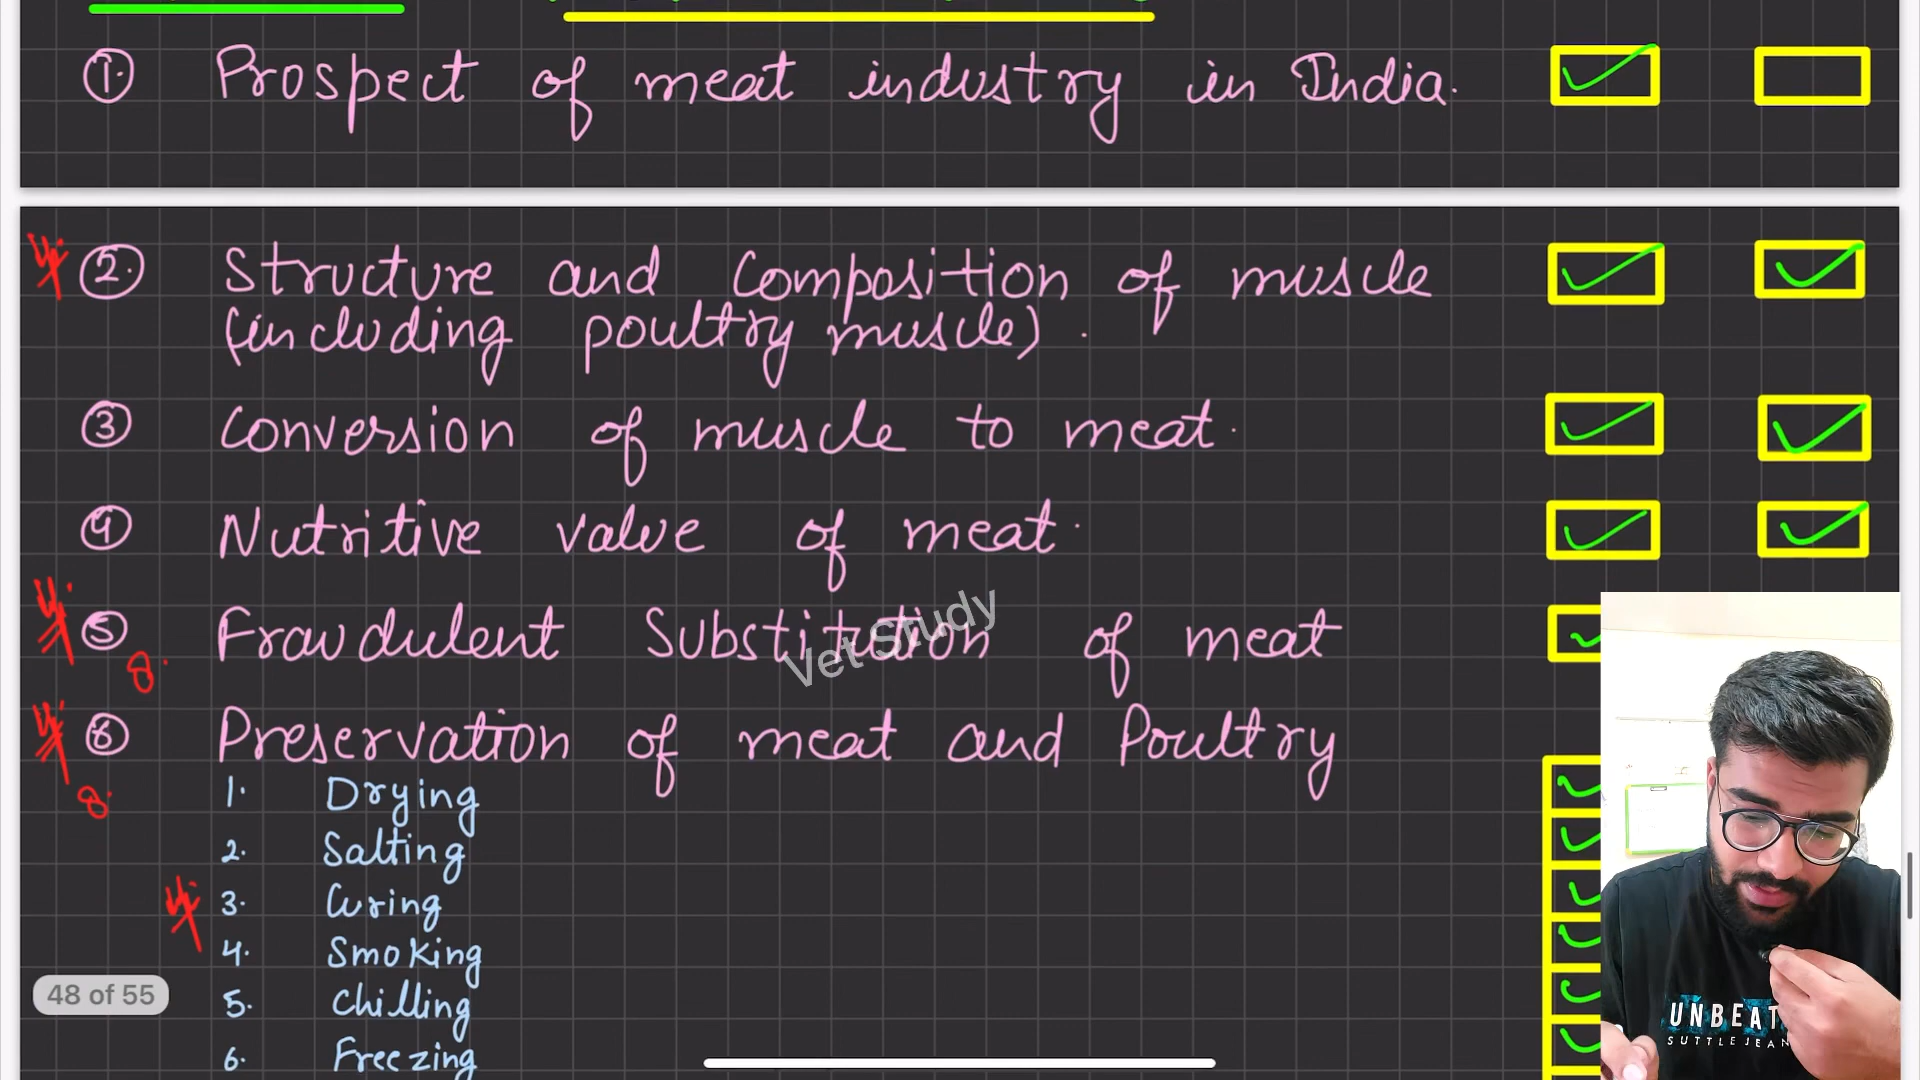 1. Prospect of meat industry in India.
2. Structure and Composition of muscle
(including poultry muscle).
3 Conversion of muscle to meat.
4 Nutritive value of meat.
5 Fraudulent Substitution of meat
8.
6 Preservation of meat and Poultry
8.
1. Drying
2. Salting
3. Curing
4. Smoking
5. Chilling
6. Freezing
Vet Study
48 of 55
UNBEAT
SUTTLE JEAN